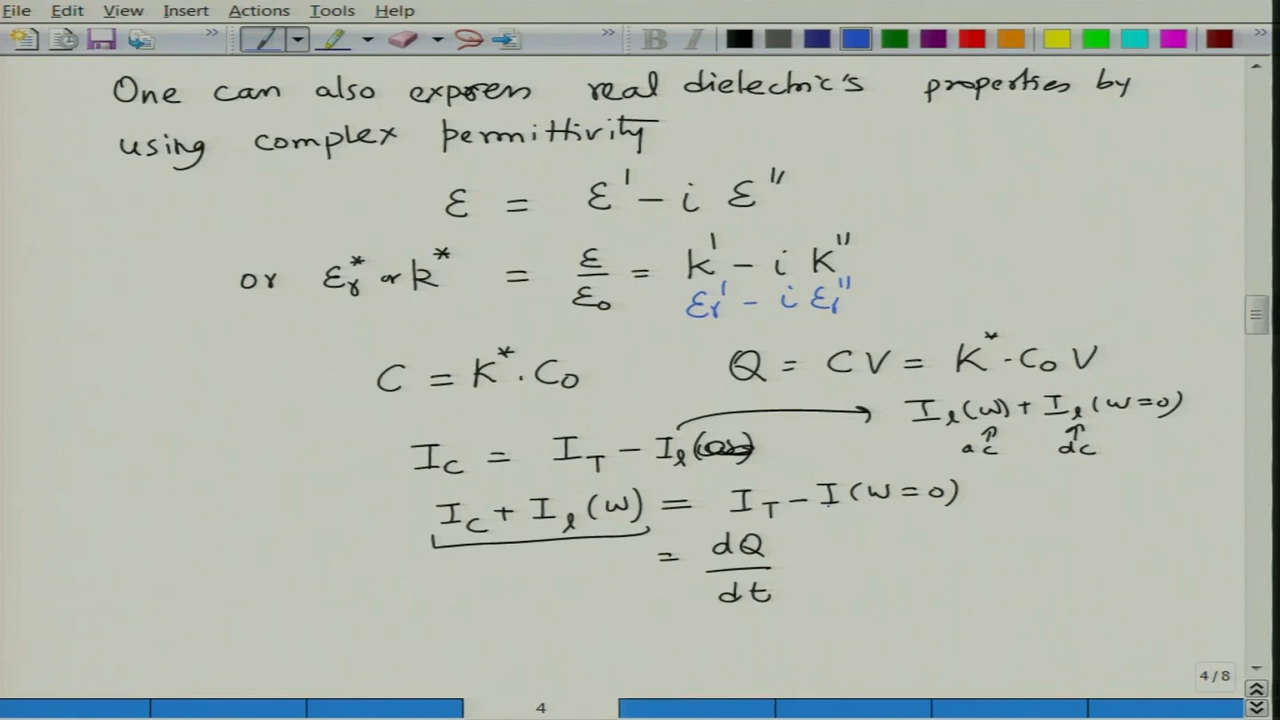 File Edit View Insert Actions Tools Help
B I
One can also express real dielectric's properties by
using complex permittivity
ε = ε' - i ε"
or εr* or k* = ε/ε0 = k' - i k"
εr' - i εr"
C = K*·C0 Q = CV = K*·C0 V
Il(ω) + Il(ω=0)
ac dc
IC = IT - Il
IC + Il(ω) = IT - I(ω=0)
= dQ/dt
4/8
4